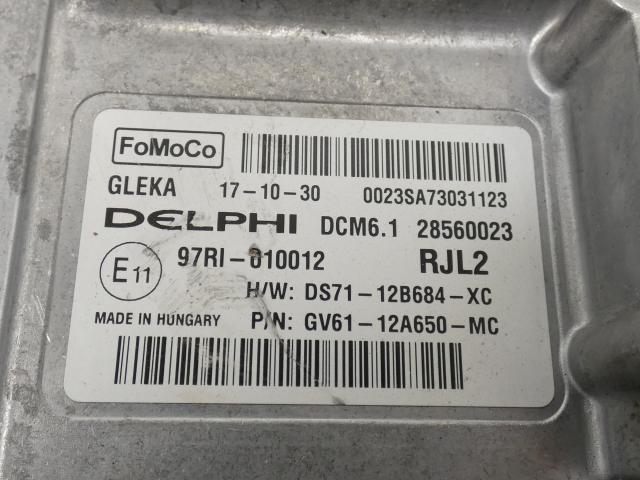 FoMoCo
GLEKA 17-10-30 0023SA73031123
DELPHI DCM6.1 28560023
E11 97RI-010012 RJL2
H/W: DS71-12B684-XC
MADE IN HUNGARY P/N: GV61-12A650-MC